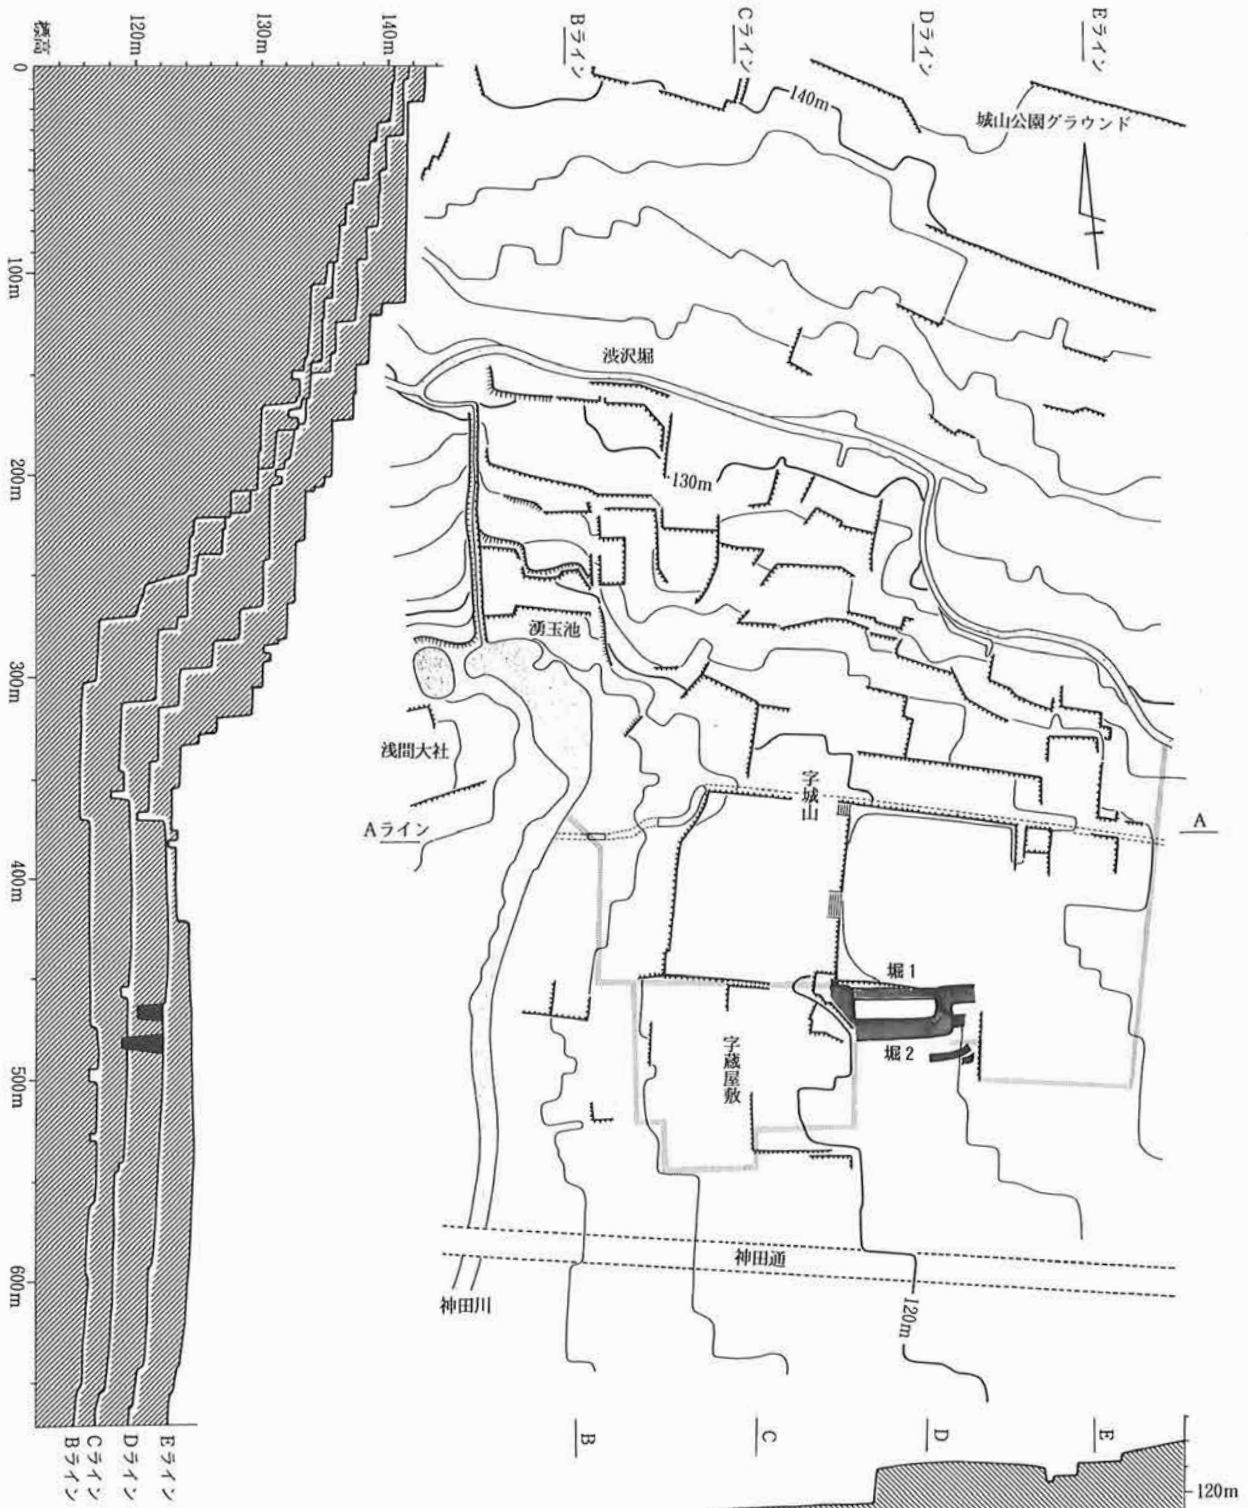 Bライン
Cライン
Dライン
Eライン
標高
120m
130m
140m
0
100m
200m
300m
400m
500m
600m
Bライン
Cライン
Dライン
Eライン
140m
城山公園グラウンド
渋沢堀
130m
湧玉池
浅間大社
字城山
Aライン
A
堀1
堀2
字蔵屋敷
神田通
神田川
120m
B
C
D
E
120m